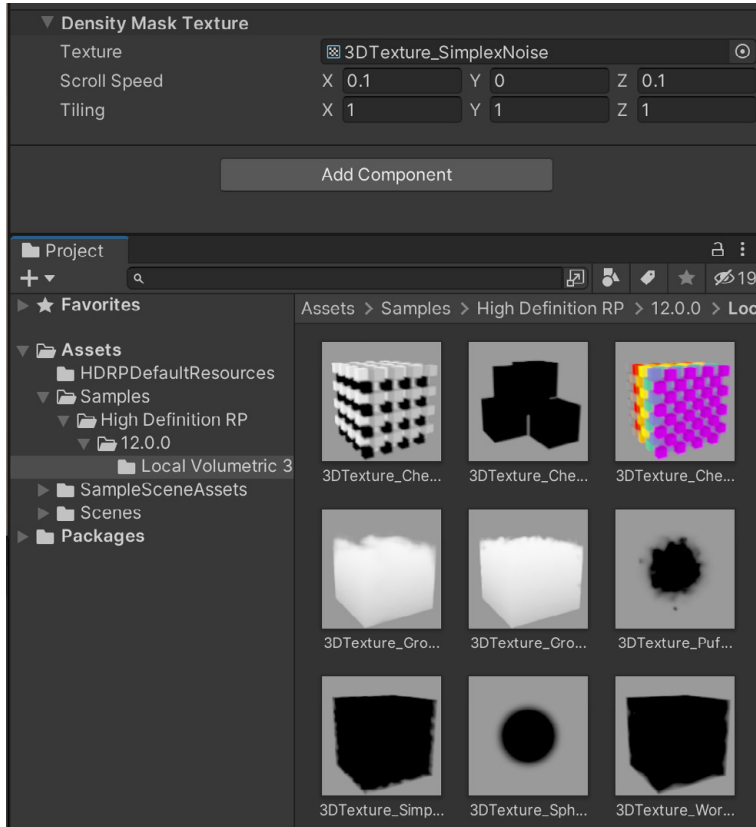 Density Mask Texture
Texture 3DTexture_SimplexNoise
Scroll Speed X 0.1 Y 0 Z 0.1
Tiling X 1 Y 1 Z 1
Add Component
Project
19
Favorites
Assets
HDRPDefaultResources
Samples
High Definition RP
12.0.0
Local Volumetric 3
SampleSceneAssets
Scenes
Packages
Assets > Samples > High Definition RP > 12.0.0 > Loc
3DTexture_Che... 3DTexture_Che... 3DTexture_Che...
3DTexture_Gro... 3DTexture_Gro... 3DTexture_Puf...
3DTexture_Simp... 3DTexture_Sph... 3DTexture_Wor...